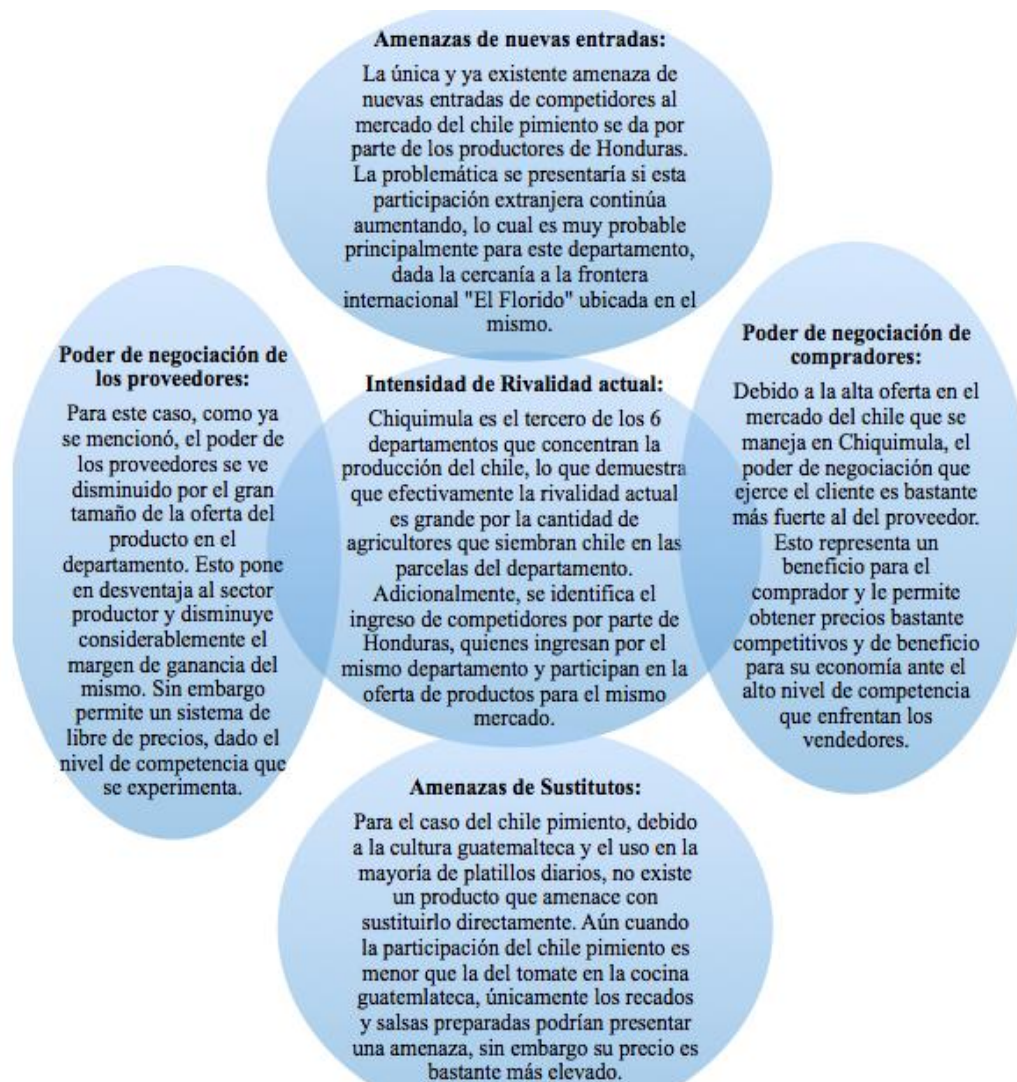 Amenazas de nuevas entradas:
La única y ya existente amenaza de
nuevas entradas de competidores al
mercado del chile pimiento se da por
parte de los productores de Honduras.
La problemática se presentaría si esta
participación extranjera continúa
aumentando, lo cual es muy probable
principalmente para este departamento,
dada la cercanía a la frontera
internacional "El Florido" ubicada en el
mismo.
Poder de negociación de
los proveedores:
Para este caso, como ya
se mencionó, el poder de
los proveedores se ve
disminuido por el gran
tamaño de la oferta del
producto en el
departamento. Esto pone
en desventaja al sector
productor y disminuye
considerablemente el
margen de ganancia del
mismo. Sin embargo
permite un sistema de
libre de precios, dado el
nivel de competencia que
se experimenta.
Intensidad de Rivalidad actual:
Chiquimula es el tercero de los 6
departamentos que concentran la
producción del chile, lo que demuestra
que efectivamente la rivalidad actual
es grande por la cantidad de
agricultores que siembran chile en las
parcelas del departamento.
Adicionalmente, se identifica el
ingreso de competidores por parte de
Honduras, quienes ingresan por el
mismo departamento y participan en la
oferta de productos para el mismo
mercado.
Poder de negociación de
compradores:
Debido a la alta oferta en el
mercado del chile que se
maneja en Chiquimula, el
poder de negociación que
ejerce el cliente es bastante
más fuerte al del proveedor.
Esto representa un
beneficio para el
comprador y le permite
obtener precios bastante
competitivos y de beneficio
para su economía ante el
alto nivel de competencia
que enfrentan los
vendedores.
Amenazas de Sustitutos:
Para el caso del chile pimiento, debido
a la cultura guatemalteca y el uso en la
mayoría de platillos diarios, no existe
un producto que amenace con
sustituirlo directamente. Aún cuando
la participación del chile pimiento es
menor que la del tomate en la cocina
guatemlateca, únicamente los recados
y salsas preparadas podrían presentar
una amenaza, sin embargo su precio es
bastante más elevado.